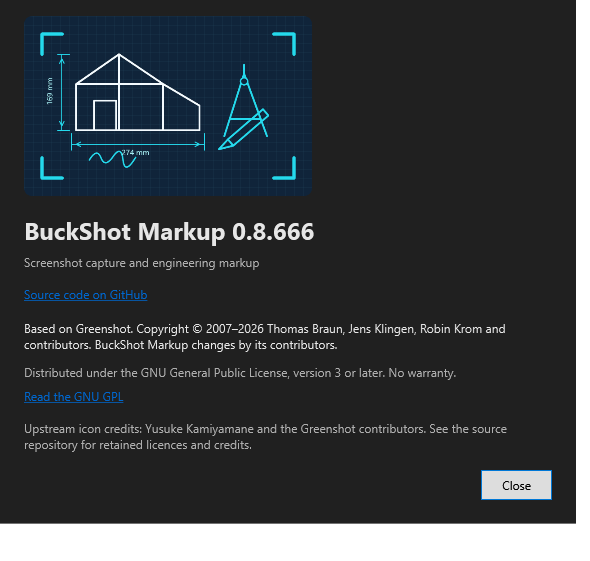 169 mm
274 mm
BuckShot Markup 0.8.666
Screenshot capture and engineering markup
Source code on GitHub
Based on Greenshot. Copyright © 2007–2026 Thomas Braun, Jens Klingen, Robin Krom and
contributors. BuckShot Markup changes by its contributors.
Distributed under the GNU General Public License, version 3 or later. No warranty.
Read the GNU GPL
Upstream icon credits: Yusuke Kamiyamane and the Greenshot contributors. See the source
repository for retained licences and credits.
Close